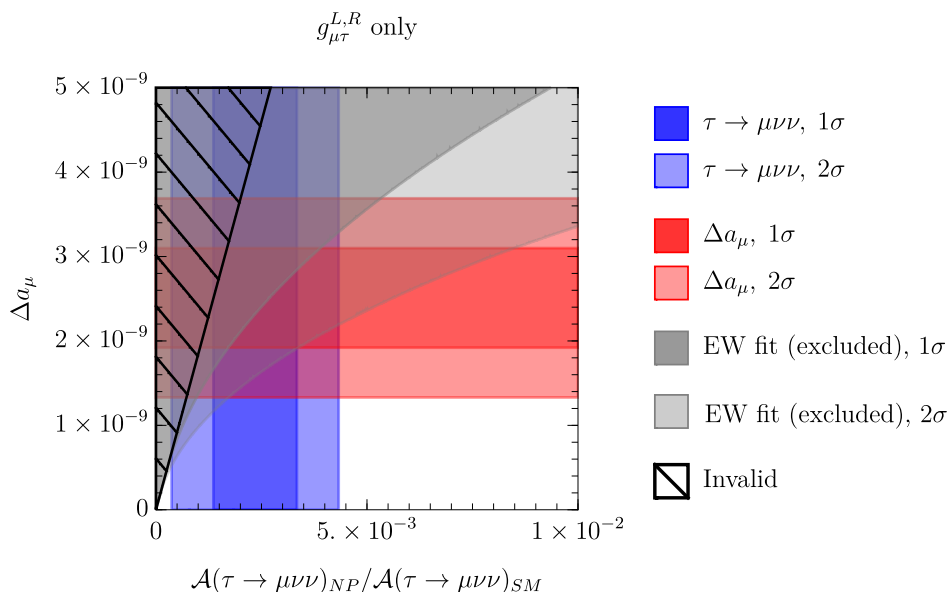 g^{L,R}_{μτ} only
Δa_μ
5 × 10⁻⁹
4 × 10⁻⁹
3 × 10⁻⁹
2 × 10⁻⁹
1 × 10⁻⁹
0
0
5. × 10⁻³
1 × 10⁻²
𝒜(τ → μνν)_{NP}/𝒜(τ → μνν)_{SM}
τ → μνν, 1σ
τ → μνν, 2σ
Δa_μ, 1σ
Δa_μ, 2σ
EW fit (excluded), 1σ
EW fit (excluded), 2σ
Invalid